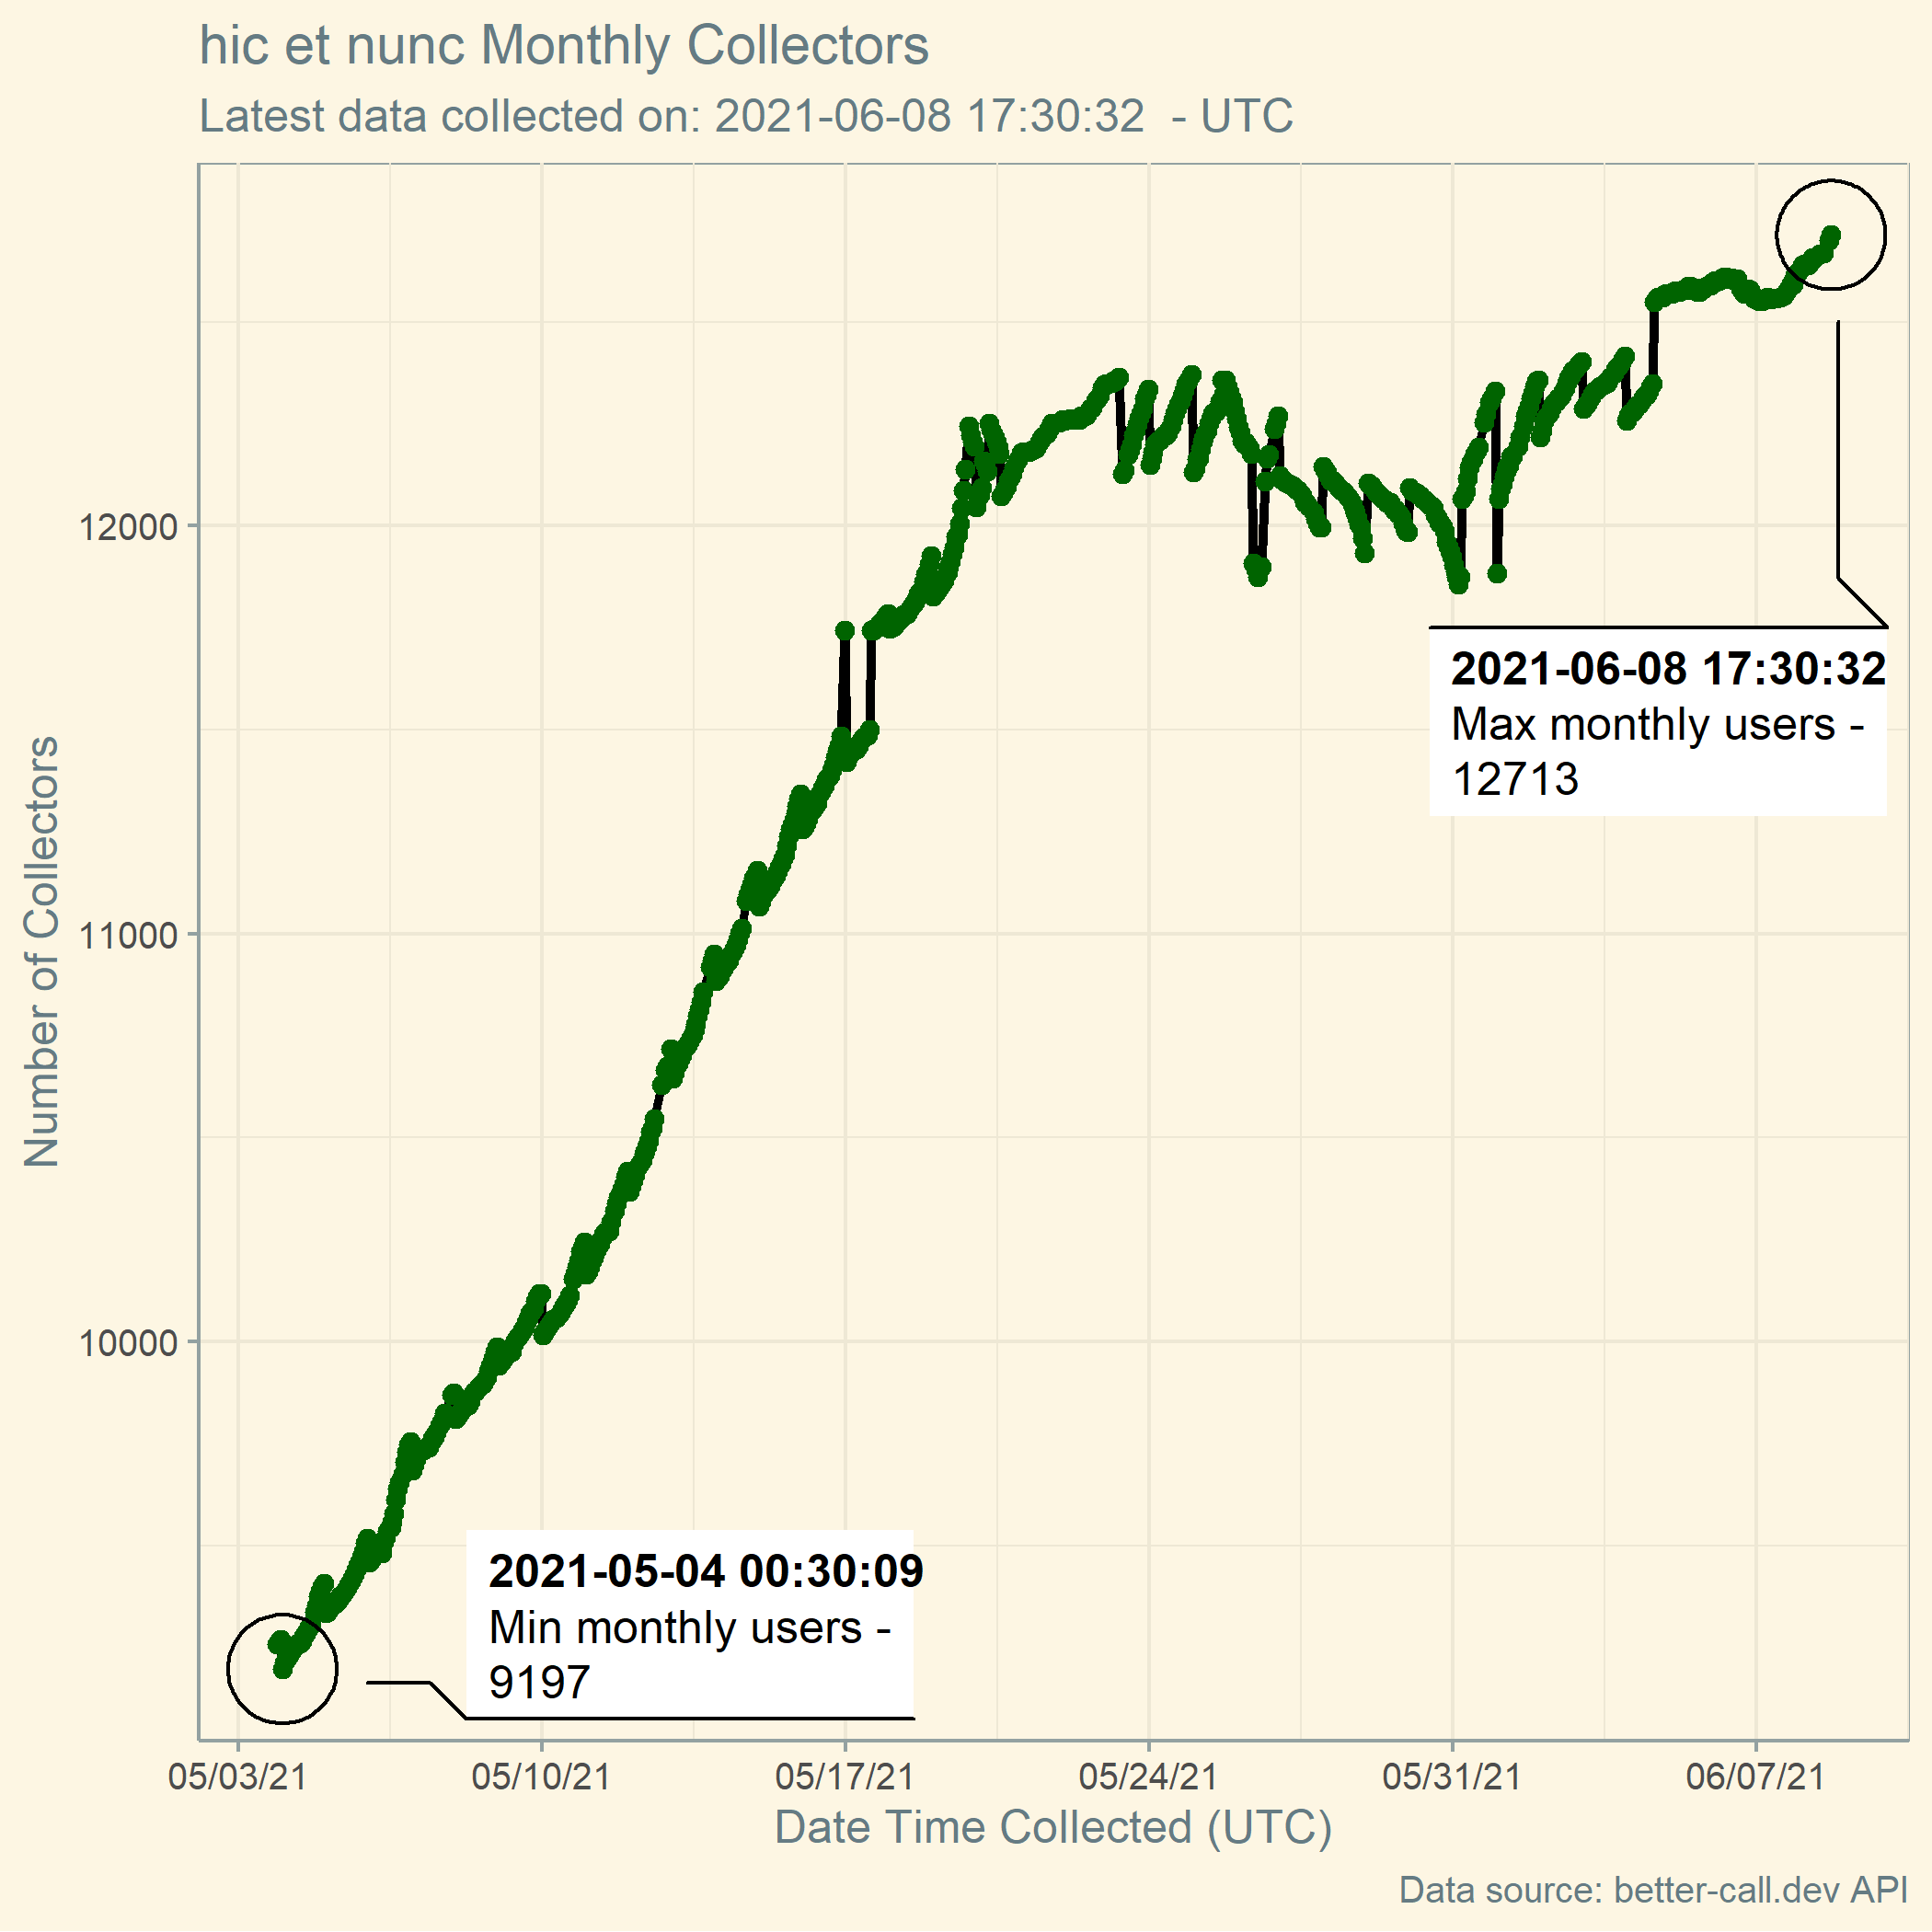 hic et nunc Monthly Collectors
Latest data collected on: 2021-06-08 17:30:32  - UTC
Number of Collectors
12000
11000
10000
2021-06-08 17:30:32
Max monthly users -
12713
2021-05-04 00:30:09
Min monthly users -
9197
05/03/21 05/10/21 05/17/21 05/24/21 05/31/21 06/07/21
Date Time Collected (UTC)
Data source: better-call.dev API